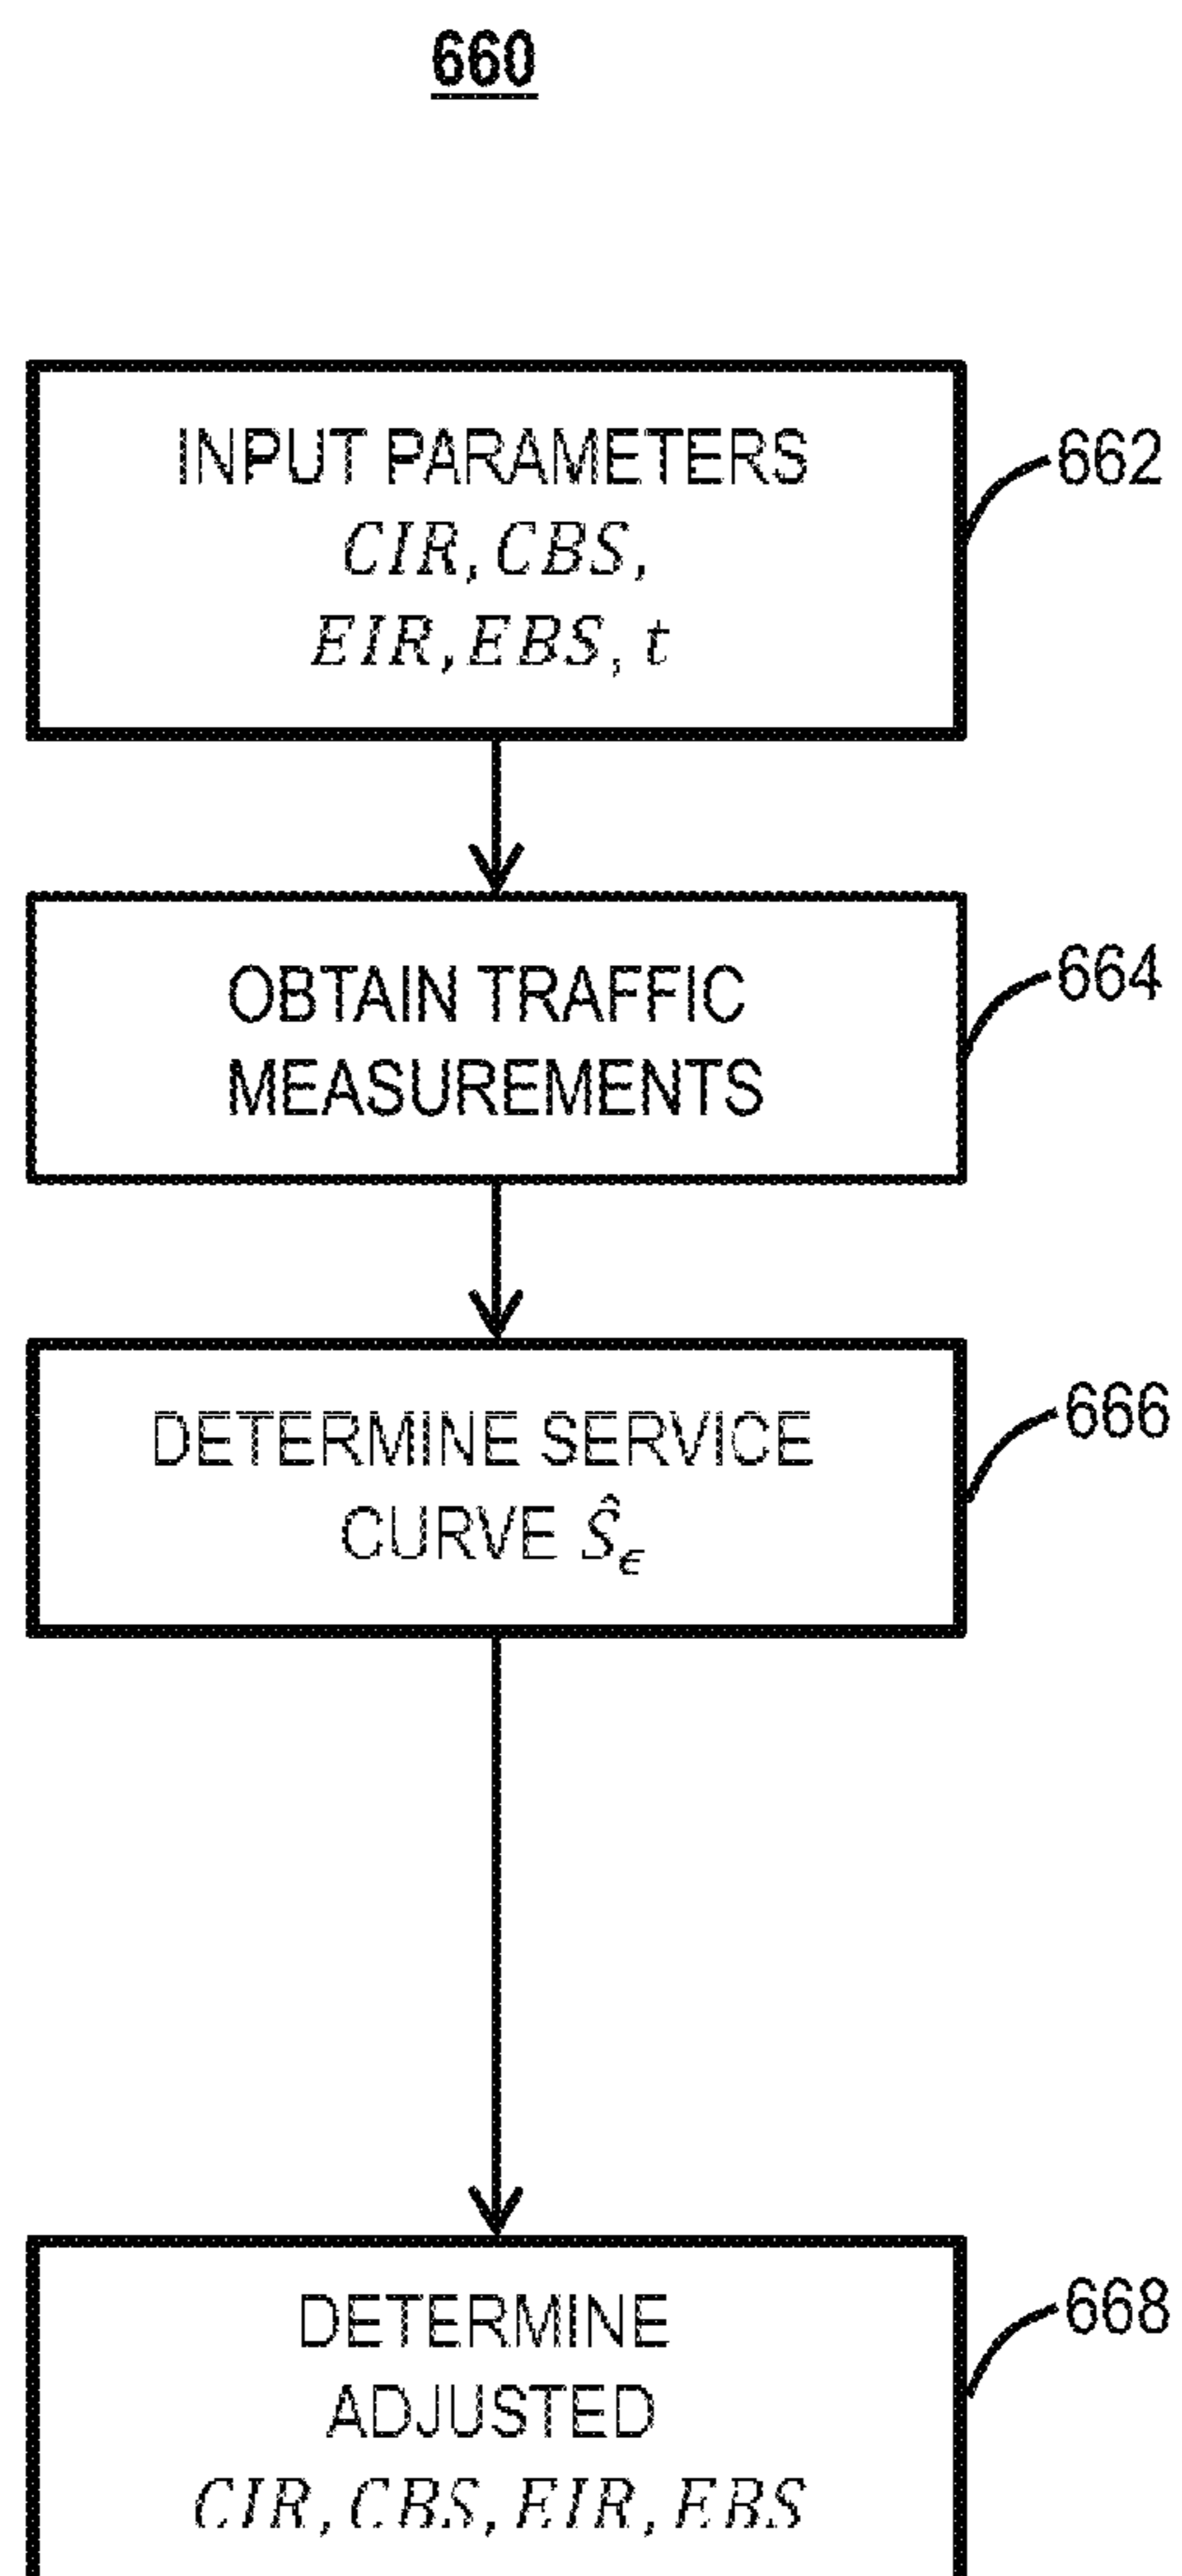 660
INPUT PARAMETERS
CIR, CBS,
EIR, EBS, t
662
OBTAIN TRAFFIC
MEASUREMENTS
664
DETERMINE SERVICE
CURVE Ŝ_ϵ
666
DETERMINE
ADJUSTED
CIR, CBS, EIR, EBS
668